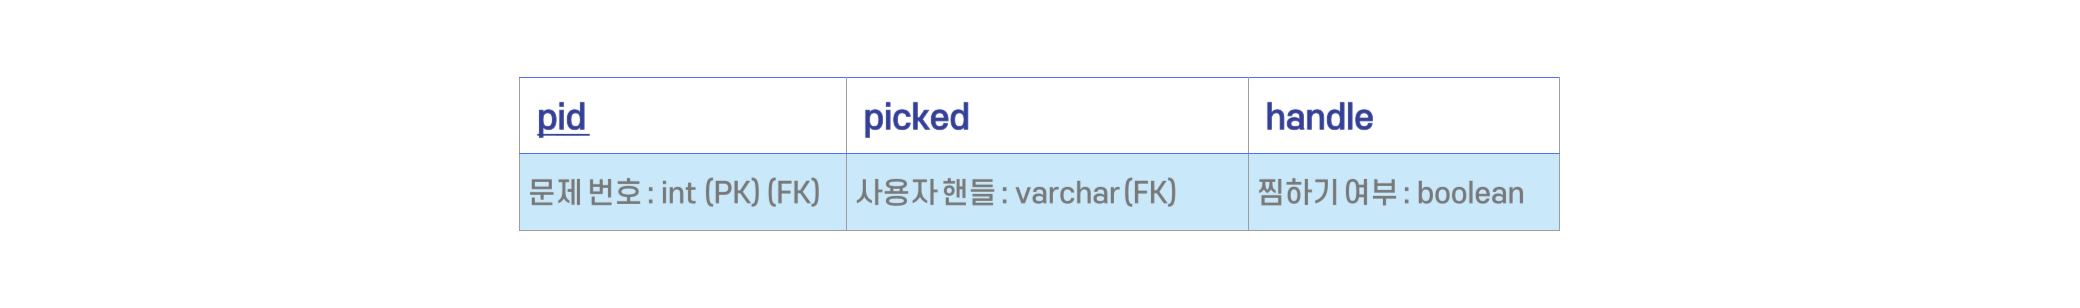 pid picked handle
문제 번호 : int (PK) (FK) 사용자 핸들 : varchar (FK) 찜하기 여부 : boolean